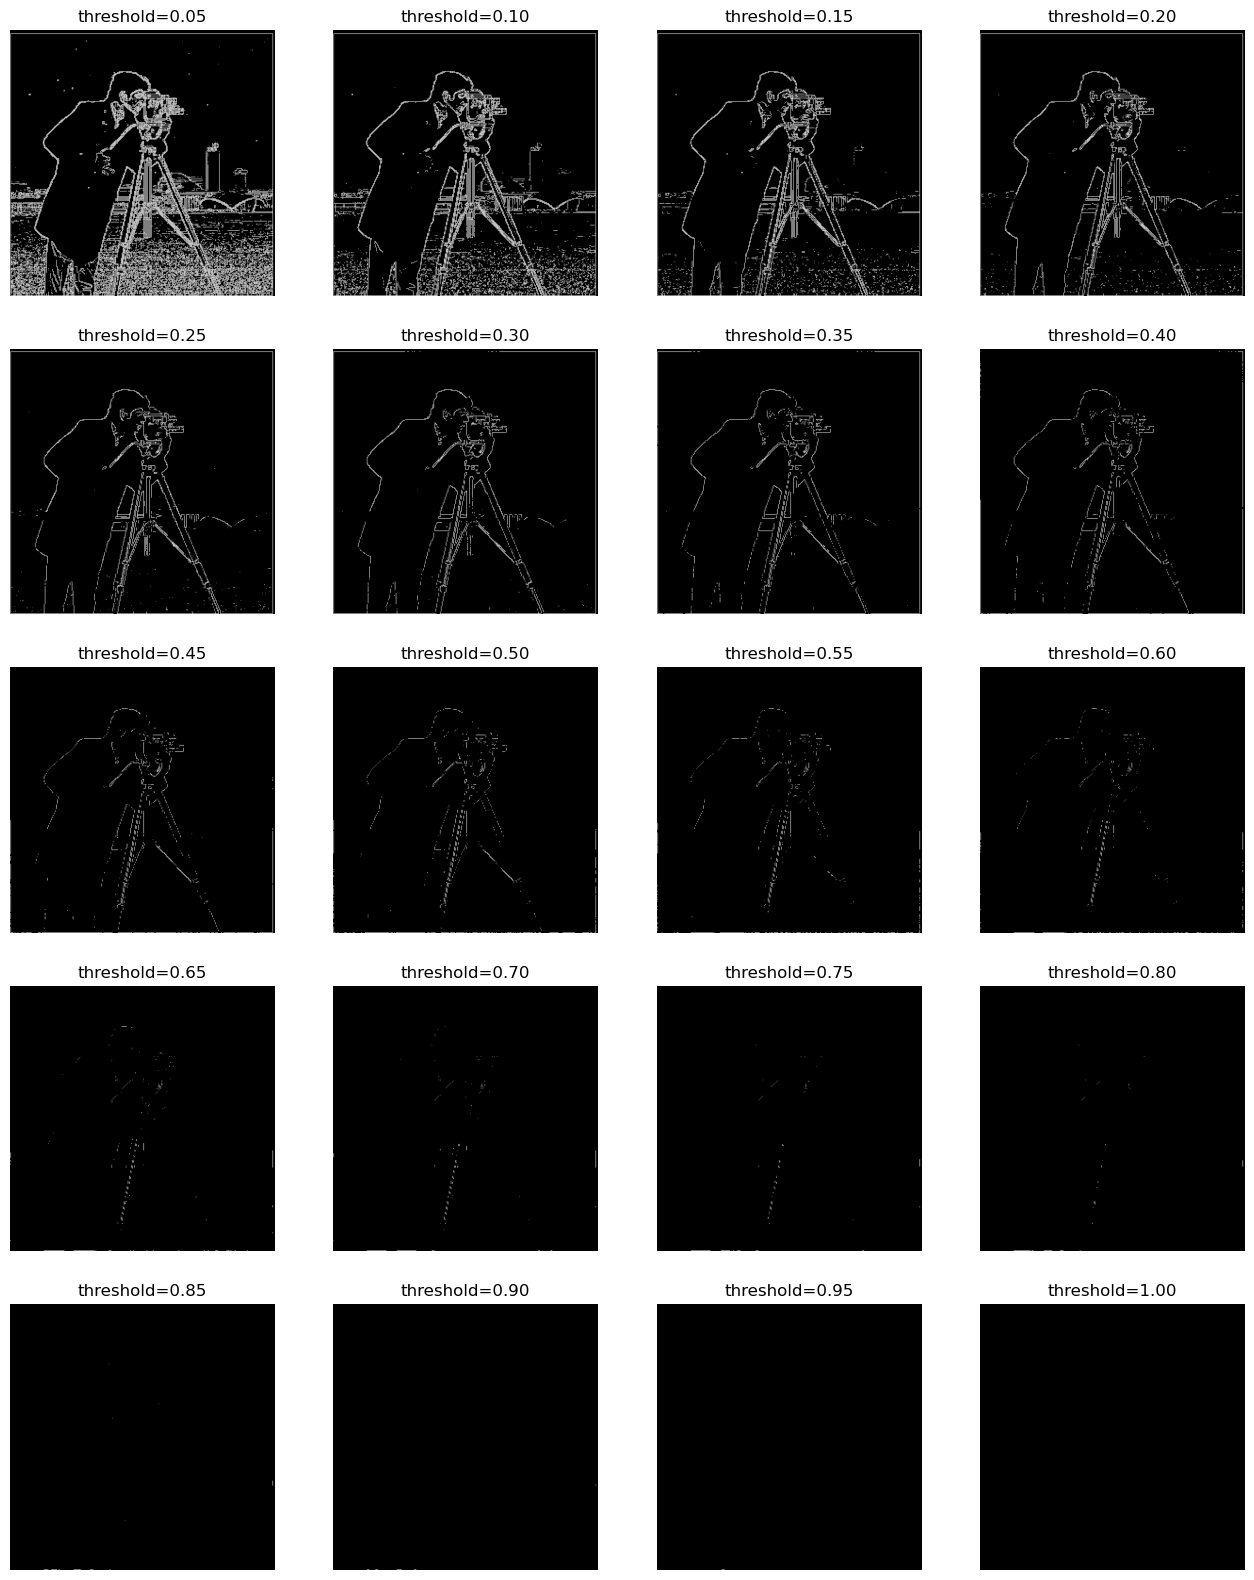 threshold=0.05 threshold=0.10 threshold=0.15 threshold=0.20
threshold=0.25 threshold=0.30 threshold=0.35 threshold=0.40
threshold=0.45 threshold=0.50 threshold=0.55 threshold=0.60
threshold=0.65 threshold=0.70 threshold=0.75 threshold=0.80
threshold=0.85 threshold=0.90 threshold=0.95 threshold=1.00